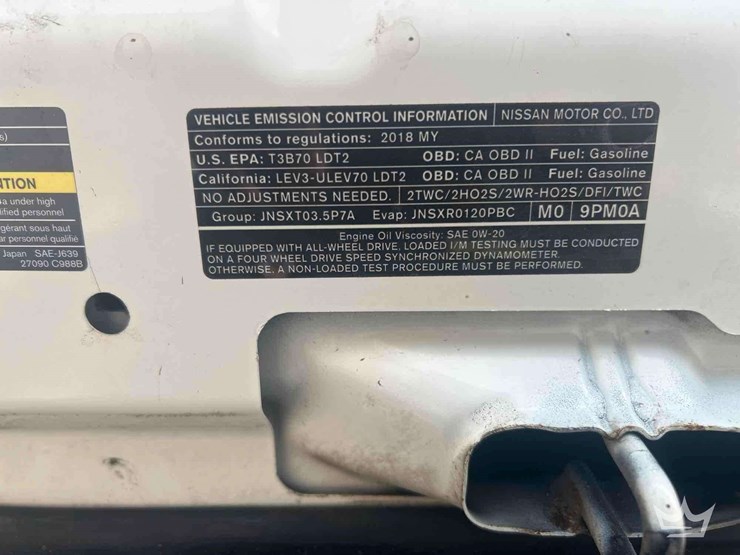 s)
TION
a under high
lified personnel
gérant sous haut
ar personnel qualifié
Japan SAE-J639
27090 C988B
VEHICLE EMISSION CONTROL INFORMATION NISSAN MOTOR CO., LTD
Conforms to regulations: 2018 MY
U.S. EPA: T3B70 LDT2 OBD: CA OBD II Fuel: Gasoline
California: LEV3-ULEV70 LDT2 OBD: CA OBD II Fuel: Gasoline
NO ADJUSTMENTS NEEDED. 2TWC/2HO2S/2WR-HO2S/DFI/TWC
Group: JNSXT03.5P7A Evap: JNSXR0120PBC M0 9PM0A
Engine Oil Viscosity: SAE 0W-20
IF EQUIPPED WITH ALL-WHEEL DRIVE, LOADED I/M TESTING MUST BE CONDUCTED
ON A FOUR WHEEL DRIVE SPEED SYNCHRONIZED DYNAMOMETER.
OTHERWISE, A NON-LOADED TEST PROCEDURE MUST BE PERFORMED.